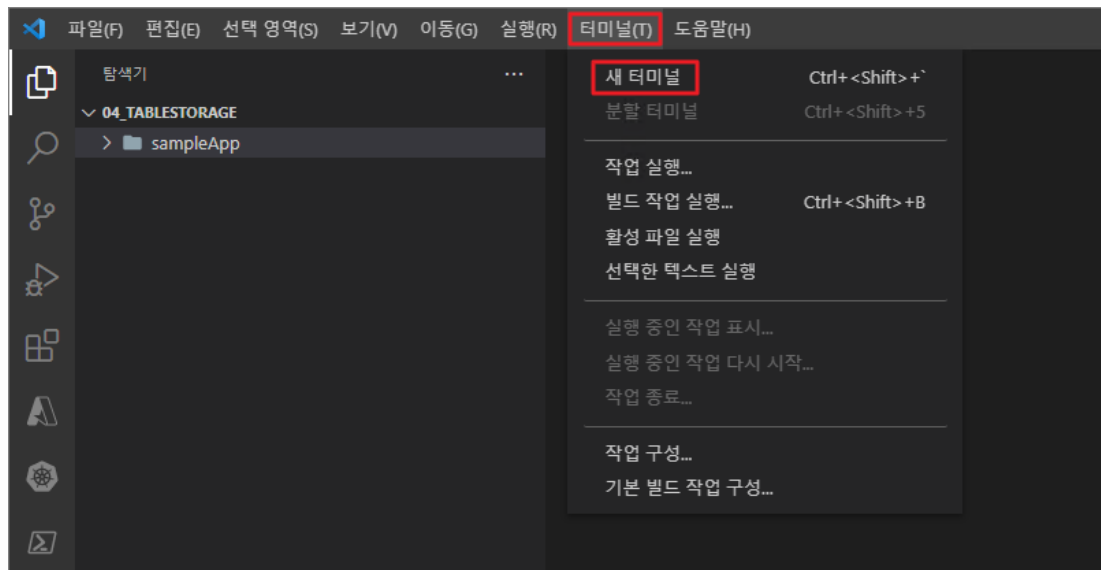 파일(F) 편집(E) 선택 영역(S) 보기(V) 이동(G) 실행(R) 터미널(T) 도움말(H)
탐색기 ...
04_TABLESTORAGE
sampleApp
새 터미널 Ctrl+<Shift>+`
분할 터미널 Ctrl+<Shift>+5
작업 실행...
빌드 작업 실행... Ctrl+<Shift>+B
활성 파일 실행
선택한 텍스트 실행
실행 중인 작업 표시...
실행 중인 작업 다시 시작...
작업 종료...
작업 구성...
기본 빌드 작업 구성...